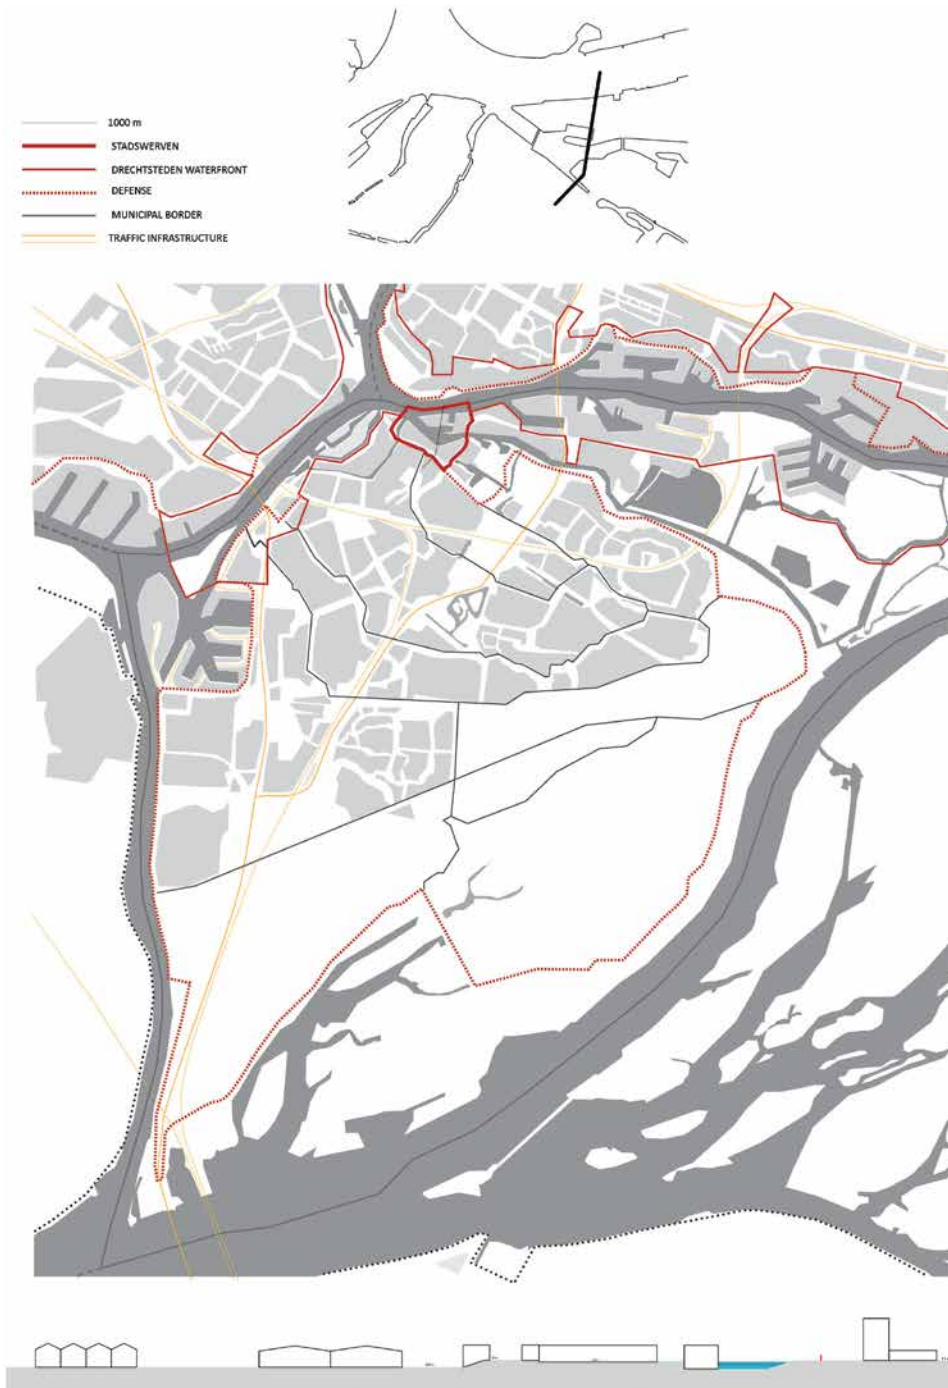 1000 m
STADSWERVEN
DRECHTSTEDEN WATERFRONT
DEFENSE
MUNICIPAL BORDER
TRAFFIC INFRASTRUCTURE